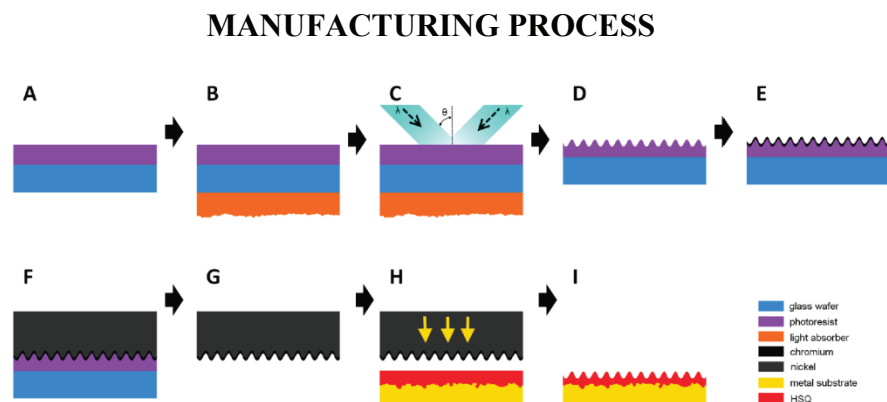 MANUFACTURING PROCESS
A B C D E
λ θ λ
F G H I
glass wafer
photoresist
light absorber
chromium
nickel
metal substrate
HSQ